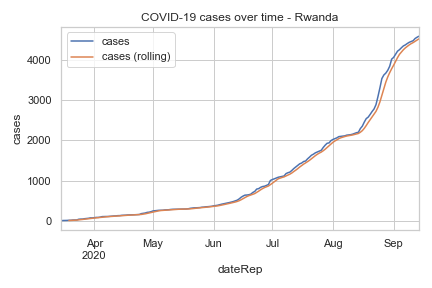 COVID-19 cases over time - Rwanda
cases
cases (rolling)
4000
3000
2000
1000
0
cases
Apr
2020
May
Jun
Jul
Aug
Sep
dateRep